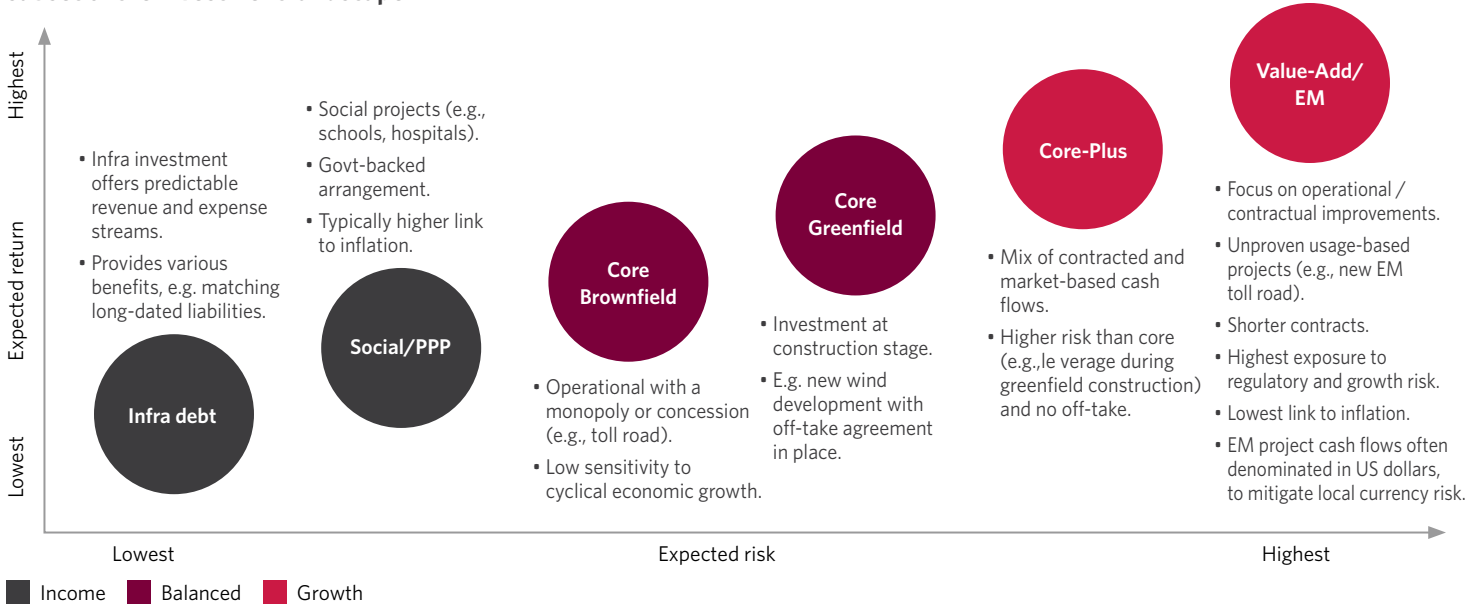 Highest
Expected return
Lowest
• Infra investment
offers predictable
revenue and expense
streams.
• Provides various
benefits, e.g. matching
long-dated liabilities.
Infra debt
• Social projects (e.g.,
schools, hospitals).
• Govt-backed
arrangement.
• Typically higher link
to inflation.
Social/PPP
Core
Brownfield
• Operational with a
monopoly or concession
(e.g., toll road).
• Low sensitivity to
cyclical economic growth.
Core
Greenfield
• Investment at
construction stage.
• E.g. new wind
development with
off-take agreement
in place.
Core-Plus
• Mix of contracted and
market-based cash
flows.
• Higher risk than core
(e.g.,le verage during
greenfield construction)
and no off-take.
Value-Add/
EM
• Focus on operational /
contractual improvements.
• Unproven usage-based
projects (e.g., new EM
toll road).
• Shorter contracts.
• Highest exposure to
regulatory and growth risk.
• Lowest link to inflation.
• EM project cash flows often
denominated in US dollars,
to mitigate local currency risk.
Lowest
Expected risk
Highest
Income
Balanced
Growth